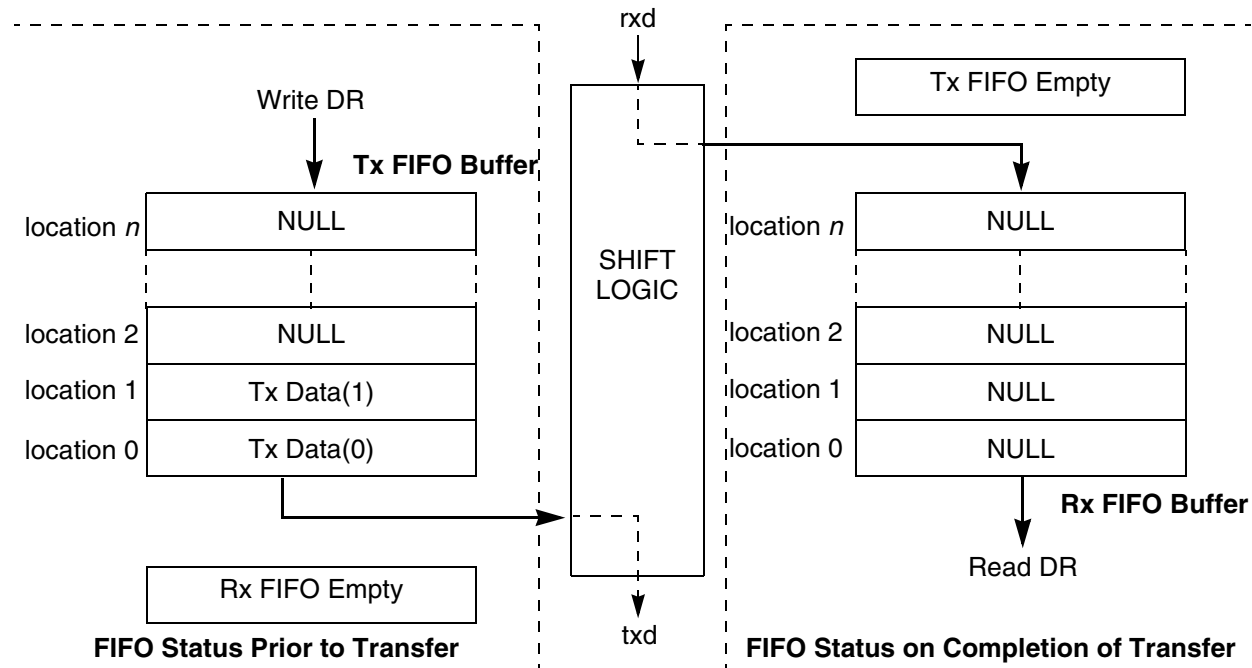 rxd
Write DR
Tx FIFO Buffer
location n
NULL
location 2
NULL
location 1
Tx Data(1)
location 0
Tx Data(0)
Rx FIFO Empty
FIFO Status Prior to Transfer
SHIFT
LOGIC
txd
Tx FIFO Empty
location n
NULL
location 2
NULL
location 1
NULL
location 0
NULL
Rx FIFO Buffer
Read DR
FIFO Status on Completion of Transfer